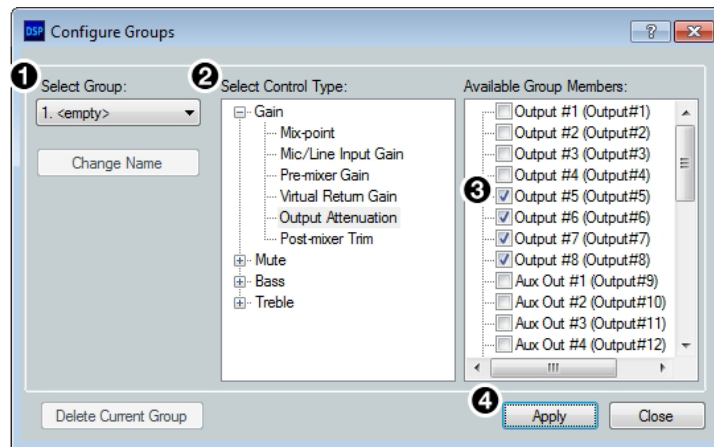 DSP Configure Groups
?
1
Select Group:
1. <empty>
Change Name
2
Select Control Type:
Gain
Mix-point
Mic/Line Input Gain
Pre-mixer Gain
Virtual Return Gain
Output Attenuation
Post-mixer Trim
Mute
Bass
Treble
Available Group Members:
Output #1 (Output#1)
Output #2 (Output#2)
Output #3 (Output#3)
Output #4 (Output#4)
3
Output #5 (Output#5)
Output #6 (Output#6)
Output #7 (Output#7)
Output #8 (Output#8)
Aux Out #1 (Output#9)
Aux Out #2 (Output#10)
Aux Out #3 (Output#11)
Aux Out #4 (Output#12)
Delete Current Group
4
Apply
Close